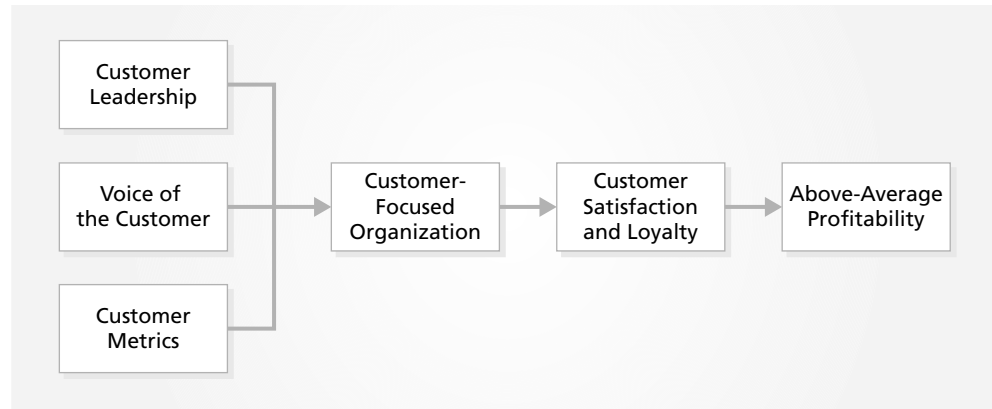 Customer
Leadership
Voice of
the Customer
Customer
Metrics
Customer-
Focused
Organization
Customer
Satisfaction
and Loyalty
Above-Average
Profitability